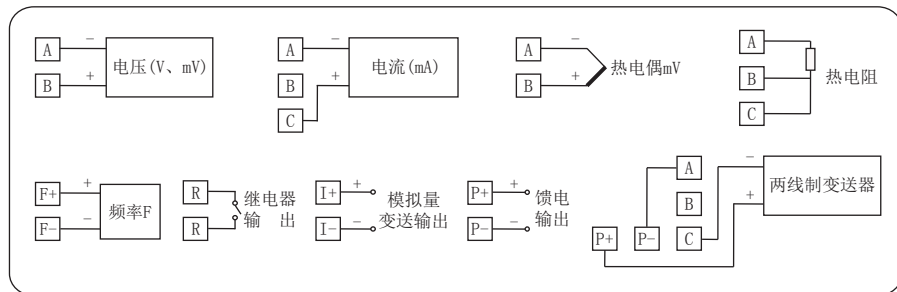 A
−
B
+
电压(V、mV)
A
−
B
+
C
电流(mA)
A
−
B
+
热电偶mV
A
B
C
热电阻
F+
+
F-
−
频率F
R
R
继电器
输 出
I+
+
I-
−
模拟量
变送输出
P+
+
P-
−
馈电
输出
A
B
C
P+
P-
−
+
两线制变送器